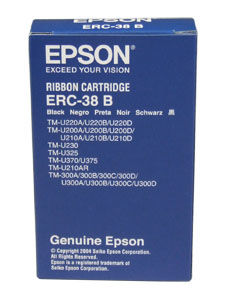 EPSON
EXCEED YOUR VISION
RIBBON CARTRIDGE
ERC-38 B
Black Negro Preta Noir Schwarz 黒
TM-U220A/U220B/U220D
TM-U200A/U200B/U200D/
U210A/U210B/U210D
TM-U230
TM-U325
TM-U370/U375
TM-U210AR
TM-300A/300B/300C/300D/
U300A/U300B/U300C/U300D
Genuine Epson
Copyright © 2004 Seiko Epson Corporation.
All Rights Reserved.
Epson is a registered trademark of
Seiko Epson Corporation.